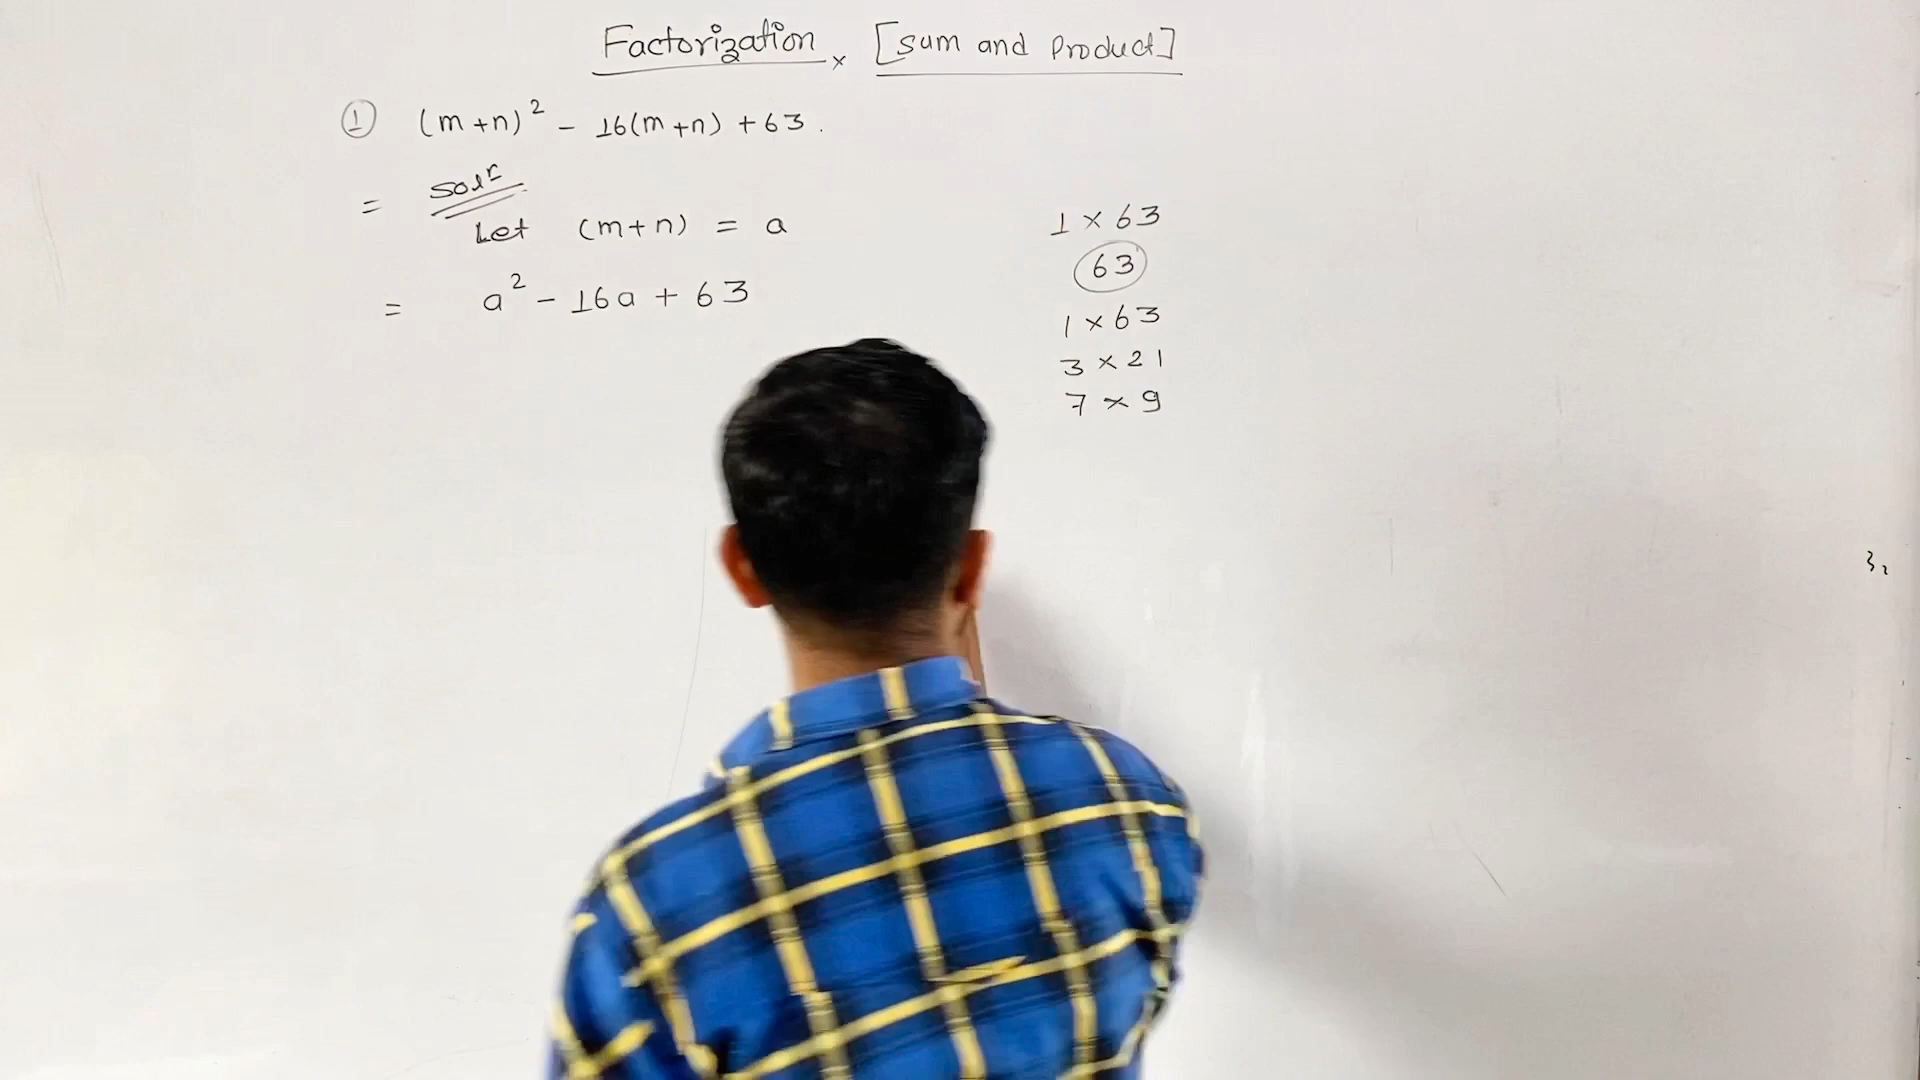 Factorization [sum and Product]
① (m+n)² - 16(m+n) + 63.
= Solⁿ
Let (m+n) = a
= a² - 16a + 63
1 × 63
63
1 × 63
3 × 21
7 × 9